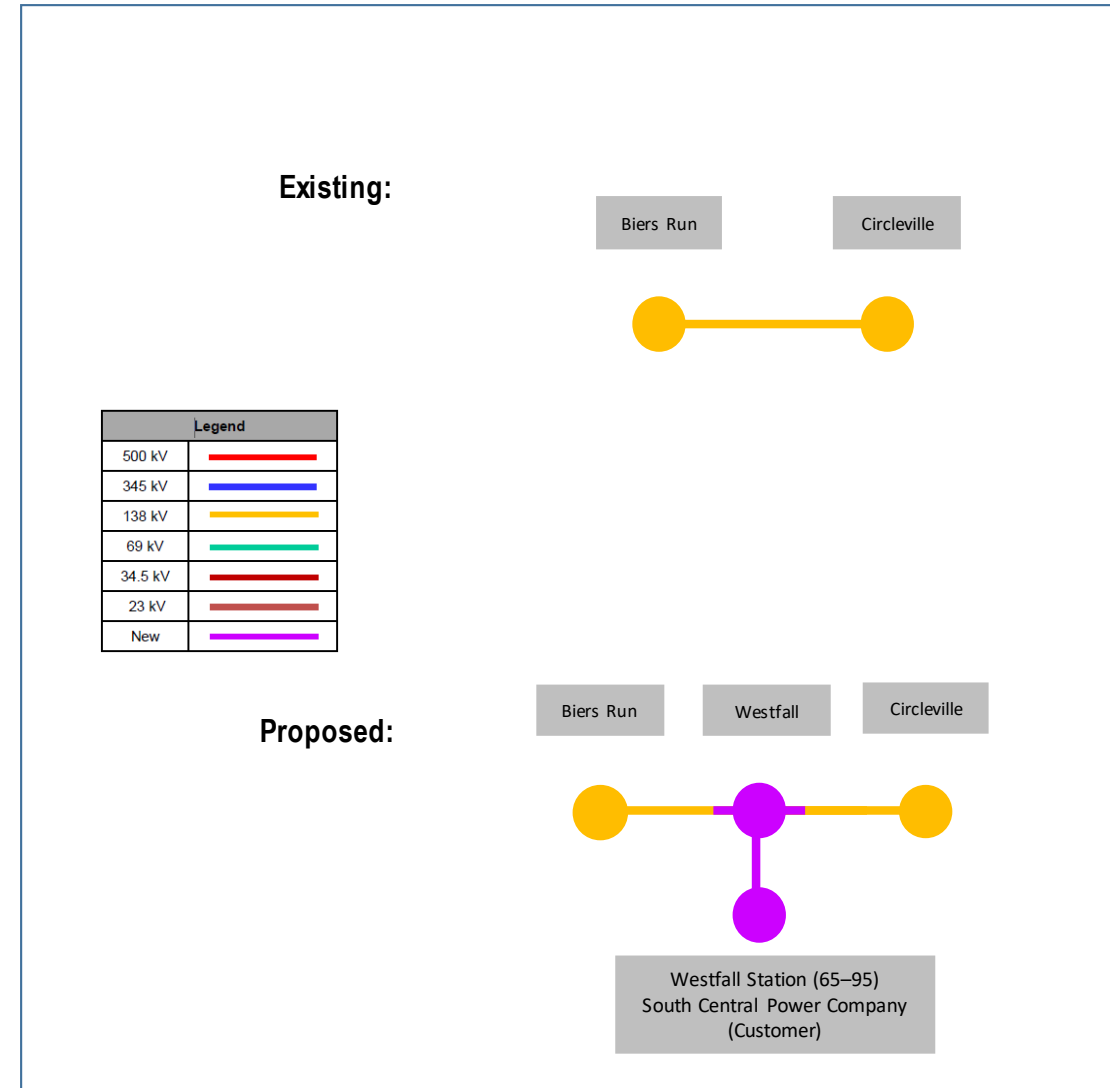 Existing:
Biers Run
Circleville
Legend
500 kV
345 kV
138 kV
69 kV
34.5 kV
23 kV
New
Proposed:
Biers Run
Westfall
Circleville
Westfall Station (65–95)
South Central Power Company
(Customer)